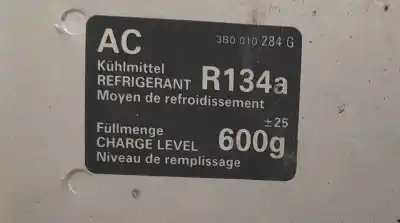 AC 3B0 010 284 G
Kühlmittel
REFRIGERANT R134a
Moyen de refroidissement
±25
Füllmenge
CHARGE LEVEL 600g
Niveau de remplissage